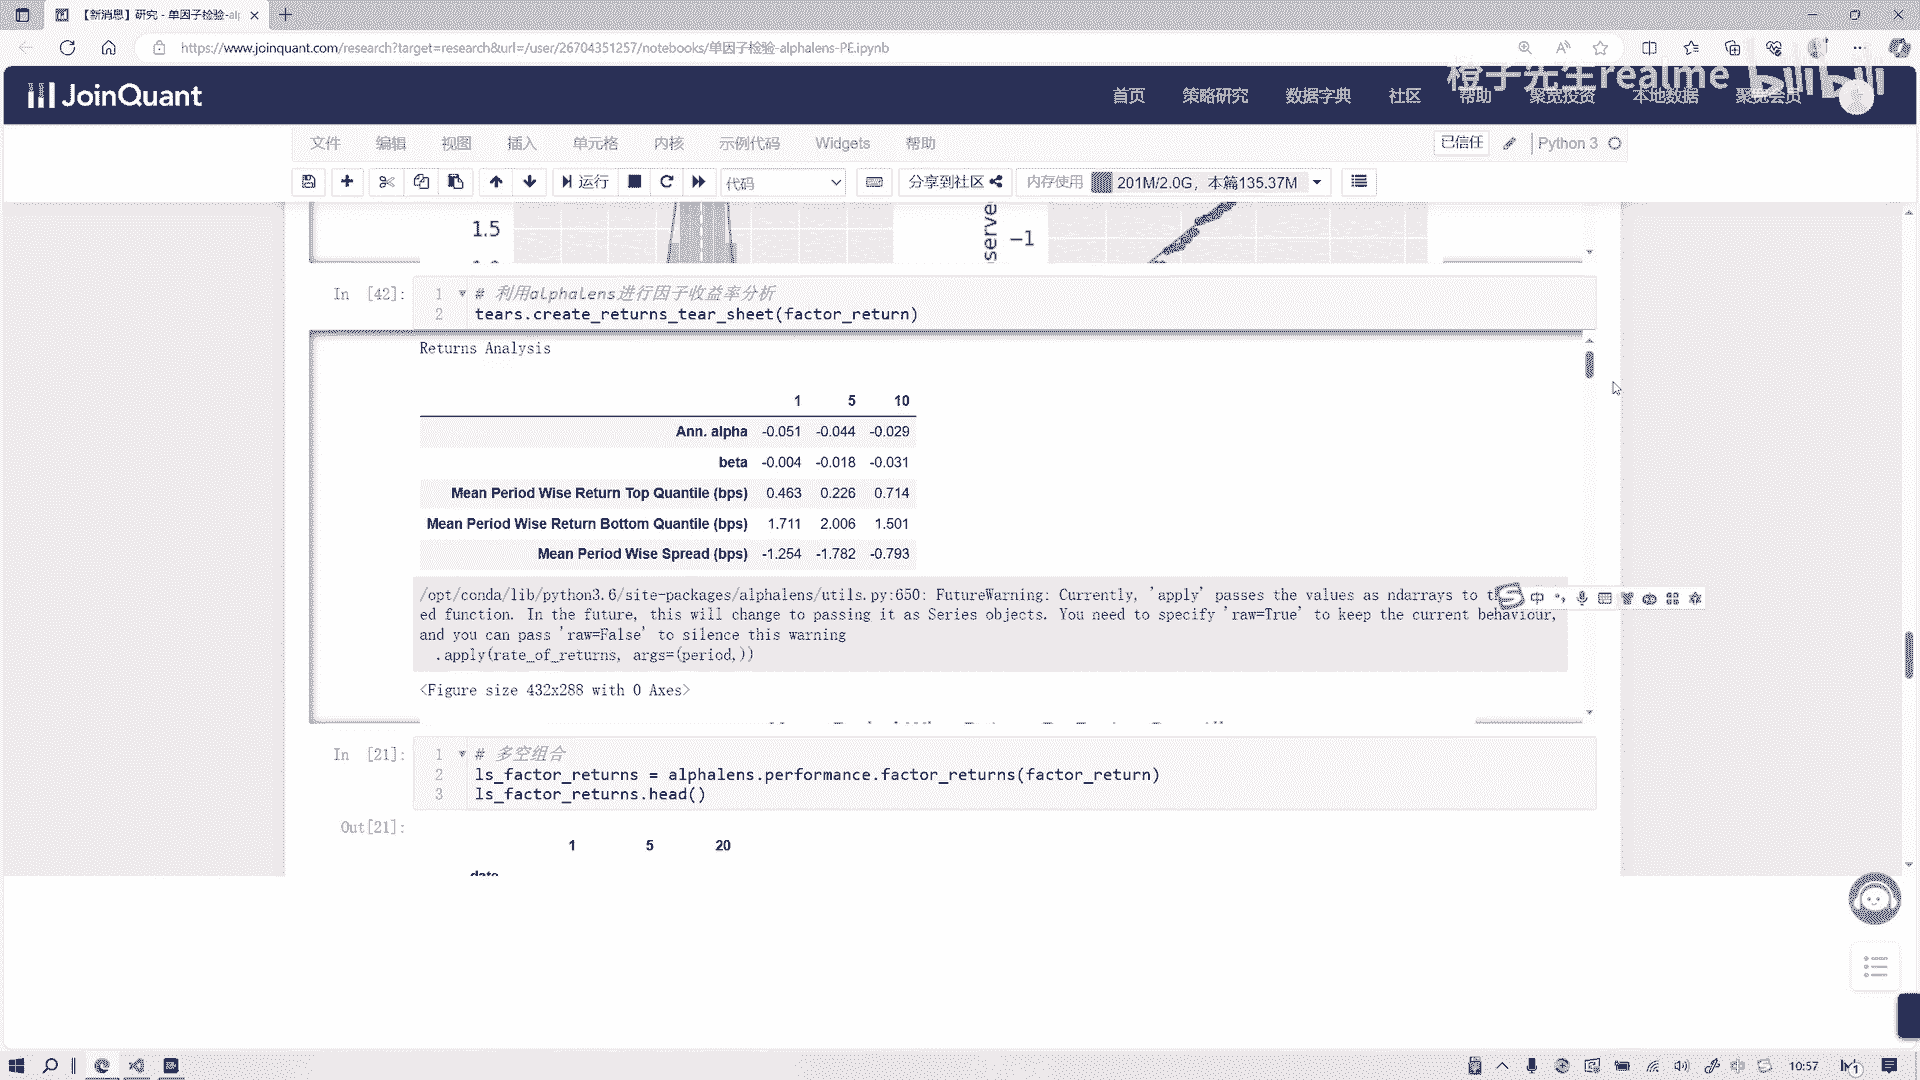 【新消息】研究 - 单因子检验-al
https://www.joinquant.com/research?target=research&url=/user/26704351257/notebooks/单因子检验-alphalens-PE.ipynb
橙子先生realme bilibili
JoinQuant
首页 策略研究 数据字典 社区 帮助 聚宽投资 本地数据 聚宽会员
文件 编辑 视图 插入 单元格 内核 示例代码 Widgets 帮助
已信任 Python 3
运行 代码 分享到社区 内存使用 201M/2.0G，本篇135.37M
1.5
serve
−1
In [42]:
1 # 利用alphalens进行因子收益率分析
2 tears.create_returns_tear_sheet(factor_return)
Returns Analysis
1 5 10
Ann. alpha -0.051 -0.044 -0.029
beta -0.004 -0.018 -0.031
Mean Period Wise Return Top Quantile (bps) 0.463 0.226 0.714
Mean Period Wise Return Bottom Quantile (bps) 1.711 2.006 1.501
Mean Period Wise Spread (bps) -1.254 -1.782 -0.793
/opt/conda/lib/python3.6/site-packages/alphalens/utils.py:650: FutureWarning: Currently, 'apply' passes the values as ndarrays to th
ed function. In the future, this will change to passing it as Series objects. You need to specify 'raw=True' to keep the current behaviour,
and you can pass 'raw=False' to silence this warning
.apply(rate_of_returns, args=(period,))
<Figure size 432x288 with 0 Axes>
中
In [21]:
1 # 多空组合
2 ls_factor_returns = alphalens.performance.factor_returns(factor_return)
3 ls_factor_returns.head()
Out[21]:
1 5 20
date
10:57